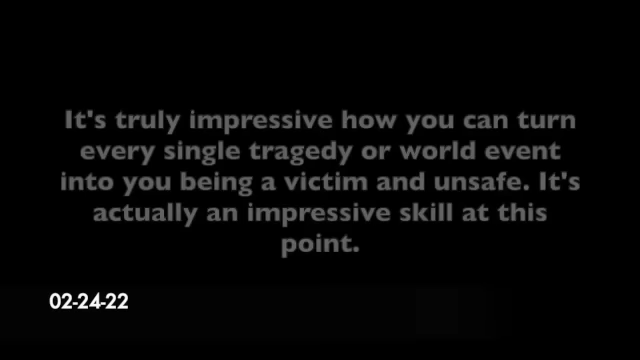 It's truly impressive how you can turn
every single tragedy or world event
into you being a victim and unsafe. It's
actually an impressive skill at this
point.
02-24-22